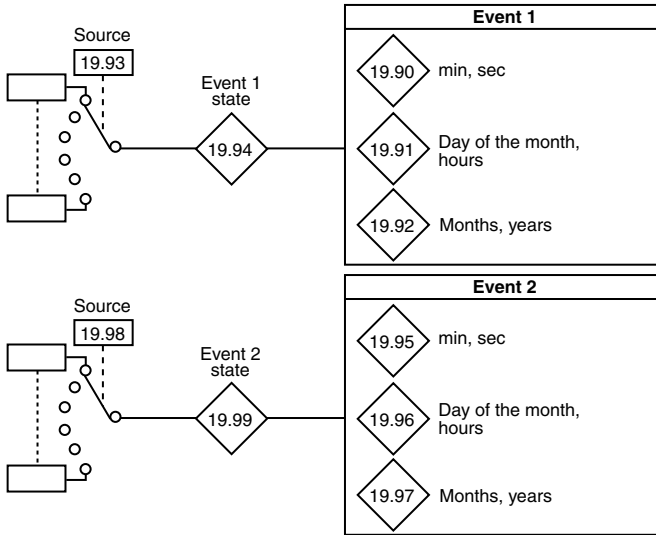 Source
19.93
Event 1
state
19.94
Event 1
19.90
min, sec
19.91
Day of the month,
hours
19.92
Months, years
Source
19.98
Event 2
state
19.99
Event 2
19.95
min, sec
19.96
Day of the month,
hours
19.97
Months, years